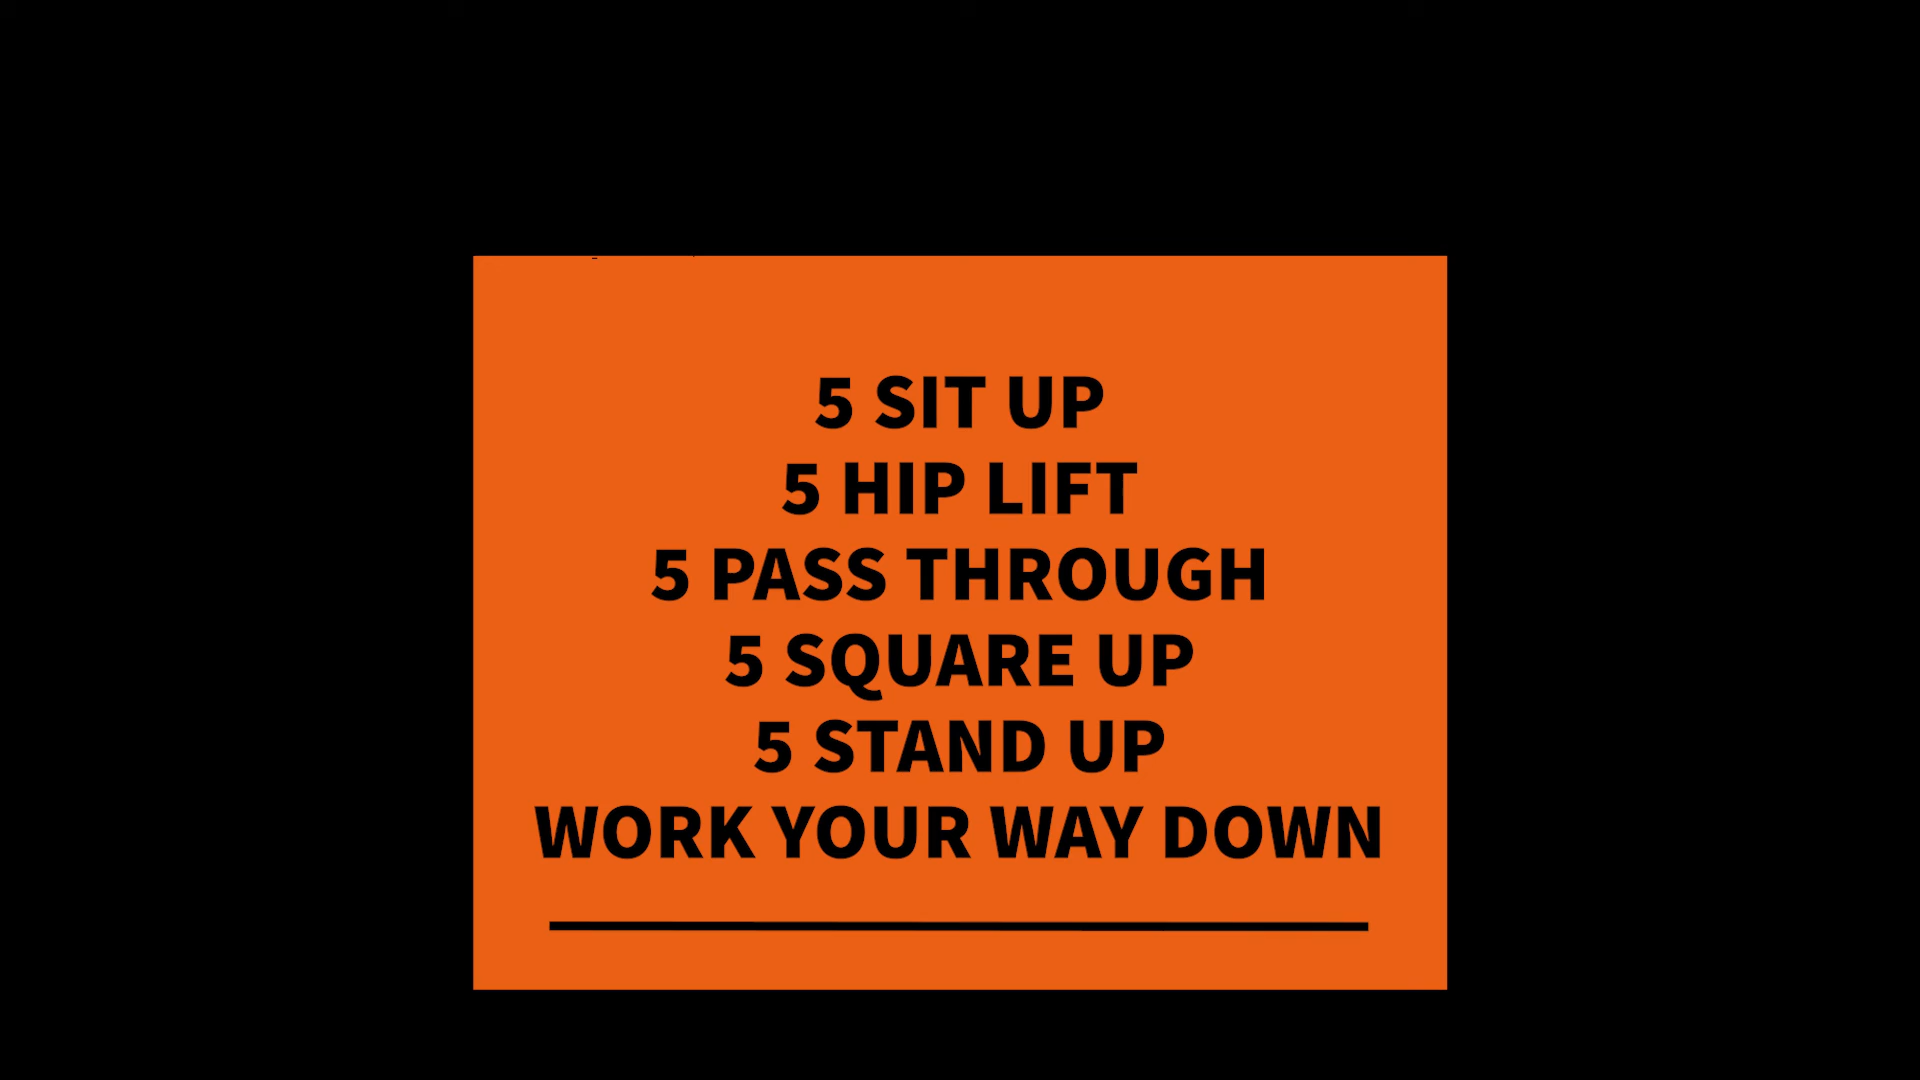 5 SIT UP
5 HIP LIFT
5 PASS THROUGH
5 SQUARE UP
5 STAND UP
WORK YOUR WAY DOWN